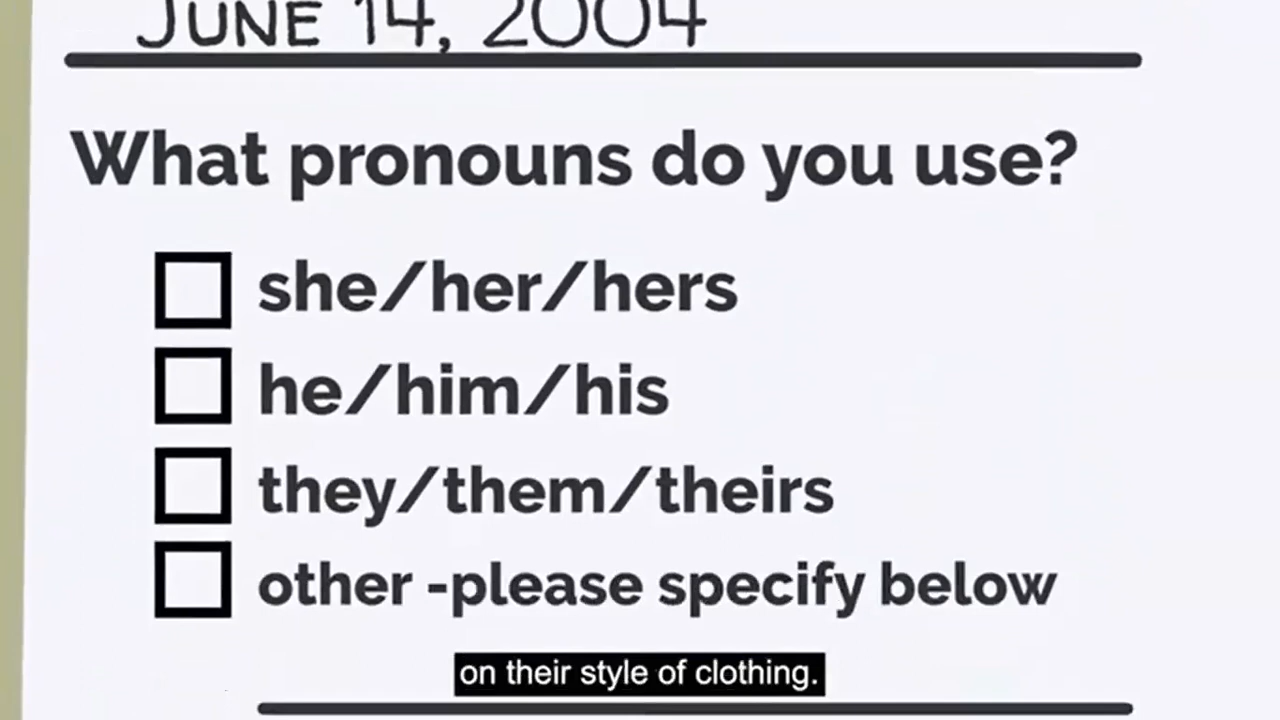 JUNE 14, 2004
What pronouns do you use?
she/her/hers
he/him/his
they/them/theirs
other -please specify below
on their style of clothing.